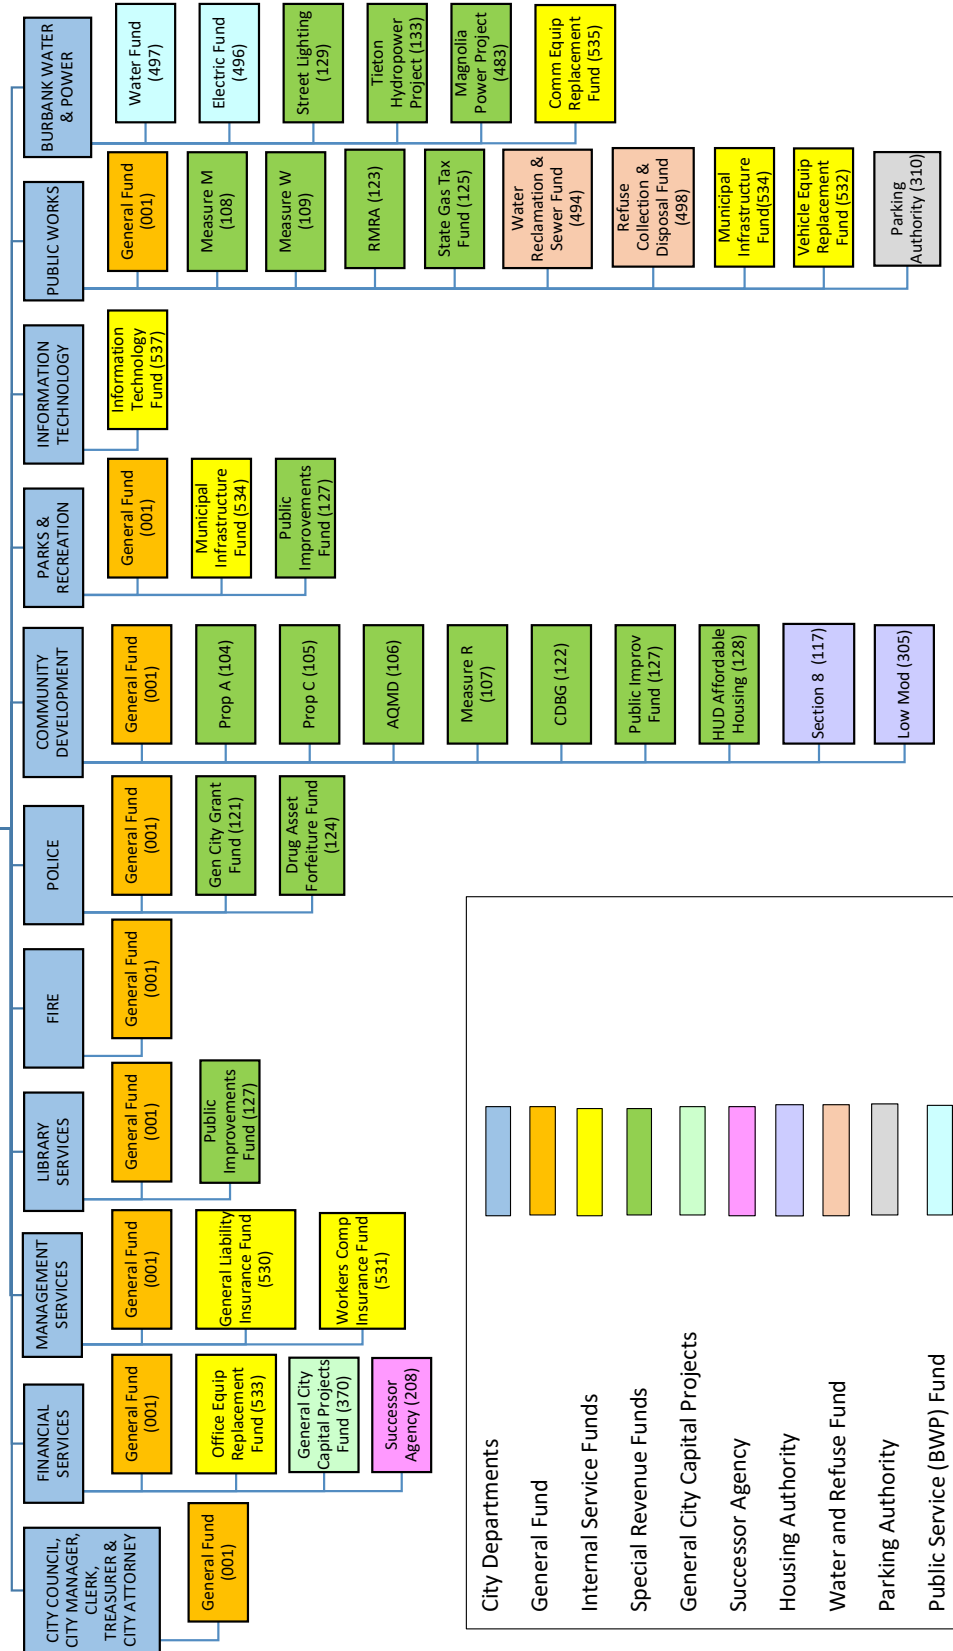 CITY COUNCIL,
CITY MANAGER,
CLERK,
TREASURER &
CITY ATTORNEY
General Fund
(001)
FINANCIAL
SERVICES
General Fund
(001)
Office Equip
Replacement
Fund (533)
General City
Capital Projects
Fund (370)
Successor
Agency (208)
MANAGEMENT
SERVICES
General Fund
(001)
General Liability
Insurance Fund
(530)
Workers Comp
Insurance Fund
(531)
LIBRARY
SERVICES
General Fund
(001)
Public
Improvements
Fund (127)
FIRE
General Fund
(001)
POLICE
General Fund
(001)
Gen City Grant
Fund (121)
Drug Asset
Forfeiture Fund
(124)
COMMUNITY
DEVELOPMENT
General Fund
(001)
Prop A (104)
Prop C (105)
AQMD (106)
Measure R
(107)
CDBG (122)
Public Improv
Fund (127)
HUD Affordable
Housing (128)
Section 8 (117)
Low Mod (305)
PARKS &
RECREATION
General Fund
(001)
Municipal
Infrastructure
Fund (534)
Public
Improvements
Fund (127)
INFORMATION
TECHNOLOGY
Information
Technology
Fund (537)
PUBLIC WORKS
General Fund
(001)
Measure M
(108)
Measure W
(109)
RMRA (123)
State Gas Tax
Fund (125)
Water
Reclamation &
Sewer Fund
(494)
Refuse
Collection &
Disposal Fund
(498)
Municipal
Infrastructure
Fund(534)
Vehicle Equip
Replacement
Fund (532)
Parking
Authority (310)
BURBANK WATER
& POWER
Water Fund
(497)
Electric Fund
(496)
Street Lighting
(129)
Tieton
Hydropower
Project (133)
Magnolia
Power Project
(483)
Comm Equip
Replacement
Fund (535)
City Departments
General Fund
Internal Service Funds
Special Revenue Funds
General City Capital Projects
Successor Agency
Housing Authority
Water and Refuse Fund
Parking Authority
Public Service (BWP) Fund